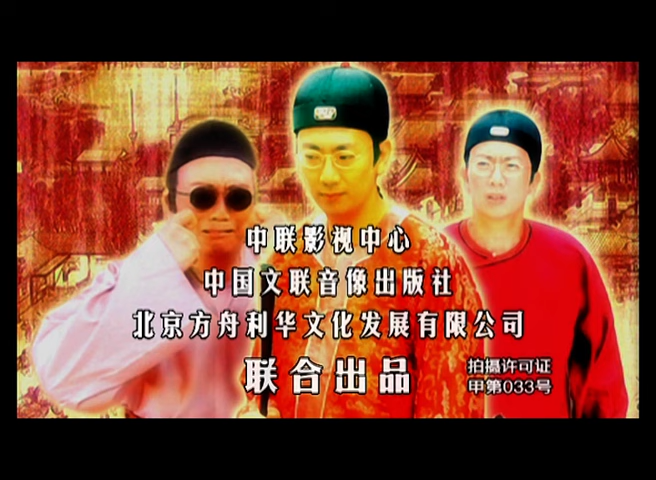 中联影视中心
中国文联音像出版社
北京方舟利华文化发展有限公司
联合出品
拍摄许可证
甲第033号